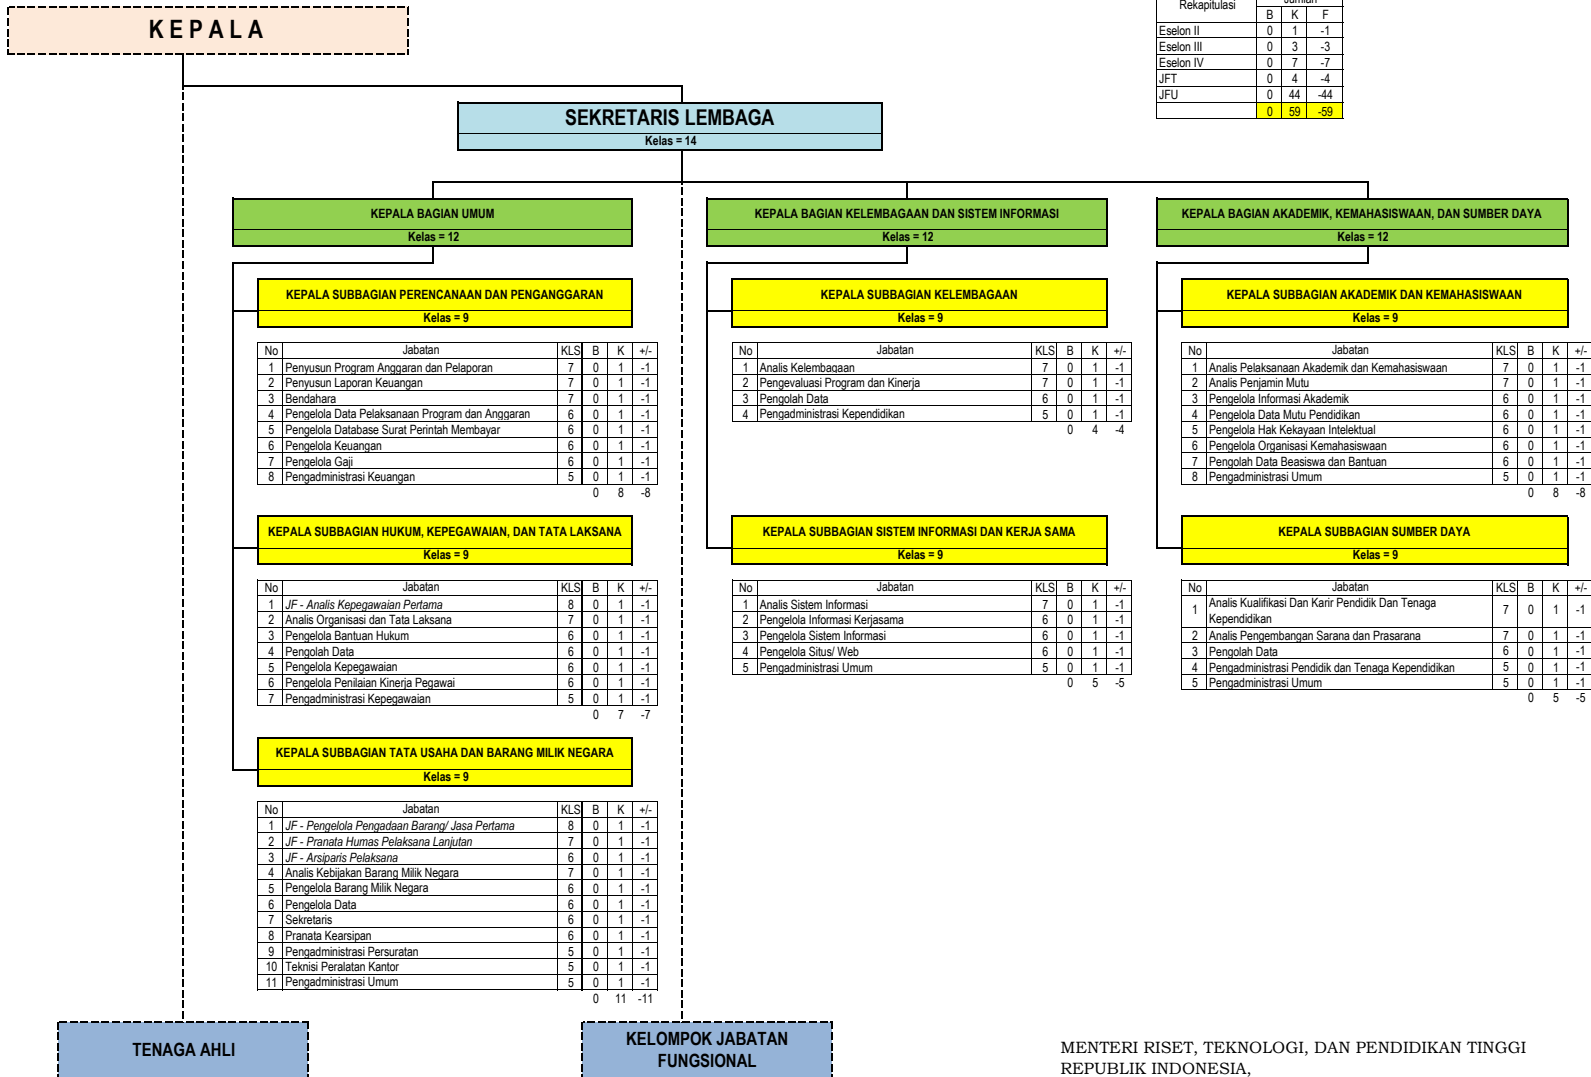 Rekapitulasi Jumlah
B K F
Eselon II 0 1 -1
Eselon III 0 3 -3
Eselon IV 0 7 -7
JFT 0 4 -4
JFU 0 44 -44
0 59 -59
KEPALA
SEKRETARIS LEMBAGA
Kelas = 14
KEPALA BAGIAN UMUM
Kelas = 12
KEPALA SUBBAGIAN PERENCANAAN DAN PENGANGGARAN
Kelas = 9
No Jabatan KLS B K +/-
1 Penyusun Program Anggaran dan Pelaporan 7 0 1 -1
2 Penyusun Laporan Keuangan 7 0 1 -1
3 Bendahara 7 0 1 -1
4 Pengelola Data Pelaksanaan Program dan Anggaran 6 0 1 -1
5 Pengelola Database Surat Perintah Membayar 6 0 1 -1
6 Pengelola Keuangan 6 0 1 -1
7 Pengelola Gaji 6 0 1 -1
8 Pengadministrasi Keuangan 5 0 1 -1
0 8 -8
KEPALA SUBBAGIAN HUKUM, KEPEGAWAIAN, DAN TATA LAKSANA
Kelas = 9
No Jabatan KLS B K +/-
1 JF - Analis Kepegawaian Pertama 8 0 1 -1
2 Analis Organisasi dan Tata Laksana 7 0 1 -1
3 Pengelola Bantuan Hukum 6 0 1 -1
4 Pengolah Data 6 0 1 -1
5 Pengelola Kepegawaian 6 0 1 -1
6 Pengelola Penilaian Kinerja Pegawai 6 0 1 -1
7 Pengadministrasi Kepegawaian 5 0 1 -1
0 7 -7
KEPALA SUBBAGIAN TATA USAHA DAN BARANG MILIK NEGARA
Kelas = 9
No Jabatan KLS B K +/-
1 JF - Pengelola Pengadaan Barang/ Jasa Pertama 8 0 1 -1
2 JF - Pranata Humas Pelaksana Lanjutan 7 0 1 -1
3 JF - Arsiparis Pelaksana 6 0 1 -1
4 Analis Kebijakan Barang Milik Negara 7 0 1 -1
5 Pengelola Barang Milik Negara 6 0 1 -1
6 Pengelola Data 6 0 1 -1
7 Sekretaris 6 0 1 -1
8 Pranata Kearsipan 6 0 1 -1
9 Pengadministrasi Persuratan 5 0 1 -1
10 Teknisi Peralatan Kantor 5 0 1 -1
11 Pengadministrasi Umum 5 0 1 -1
0 11 -11
KEPALA BAGIAN KELEMBAGAAN DAN SISTEM INFORMASI
Kelas = 12
KEPALA SUBBAGIAN KELEMBAGAAN
Kelas = 9
No Jabatan KLS B K +/-
1 Analis Kelembagaan 7 0 1 -1
2 Pengevaluasi Program dan Kinerja 7 0 1 -1
3 Pengolah Data 6 0 1 -1
4 Pengadministrasi Kependidikan 5 0 1 -1
0 4 -4
KEPALA SUBBAGIAN SISTEM INFORMASI DAN KERJA SAMA
Kelas = 9
No Jabatan KLS B K +/-
1 Analis Sistem Informasi 7 0 1 -1
2 Pengelola Informasi Kerjasama 6 0 1 -1
3 Pengelola Sistem Informasi 6 0 1 -1
4 Pengelola Situs/ Web 6 0 1 -1
5 Pengadministrasi Umum 5 0 1 -1
0 5 -5
KEPALA BAGIAN AKADEMIK, KEMAHASISWAAN, DAN SUMBER DAYA
Kelas = 12
KEPALA SUBBAGIAN AKADEMIK DAN KEMAHASISWAAN
Kelas = 9
No Jabatan KLS B K +/-
1 Analis Pelaksanaan Akademik dan Kemahasiswaan 7 0 1 -1
2 Analis Penjamin Mutu 7 0 1 -1
3 Pengelola Informasi Akademik 6 0 1 -1
4 Pengelola Data Mutu Pendidikan 6 0 1 -1
5 Pengelola Hak Kekayaan Intelektual 6 0 1 -1
6 Pengelola Organisasi Kemahasiswaan 6 0 1 -1
7 Pengolah Data Beasiswa dan Bantuan 6 0 1 -1
8 Pengadministrasi Umum 5 0 1 -1
0 8 -8
KEPALA SUBBAGIAN SUMBER DAYA
Kelas = 9
No Jabatan KLS B K +/-
1 Analis Kualifikasi Dan Karir Pendidik Dan Tenaga
Kependidikan 7 0 1 -1
2 Analis Pengembangan Sarana dan Prasarana 7 0 1 -1
3 Pengolah Data 6 0 1 -1
4 Pengadministrasi Pendidik dan Tenaga Kependidikan 5 0 1 -1
5 Pengadministrasi Umum 5 0 1 -1
0 5 -5
TENAGA AHLI
KELOMPOK JABATAN
FUNGSIONAL
MENTERI RISET, TEKNOLOGI, DAN PENDIDIKAN TINGGI
REPUBLIK INDONESIA,